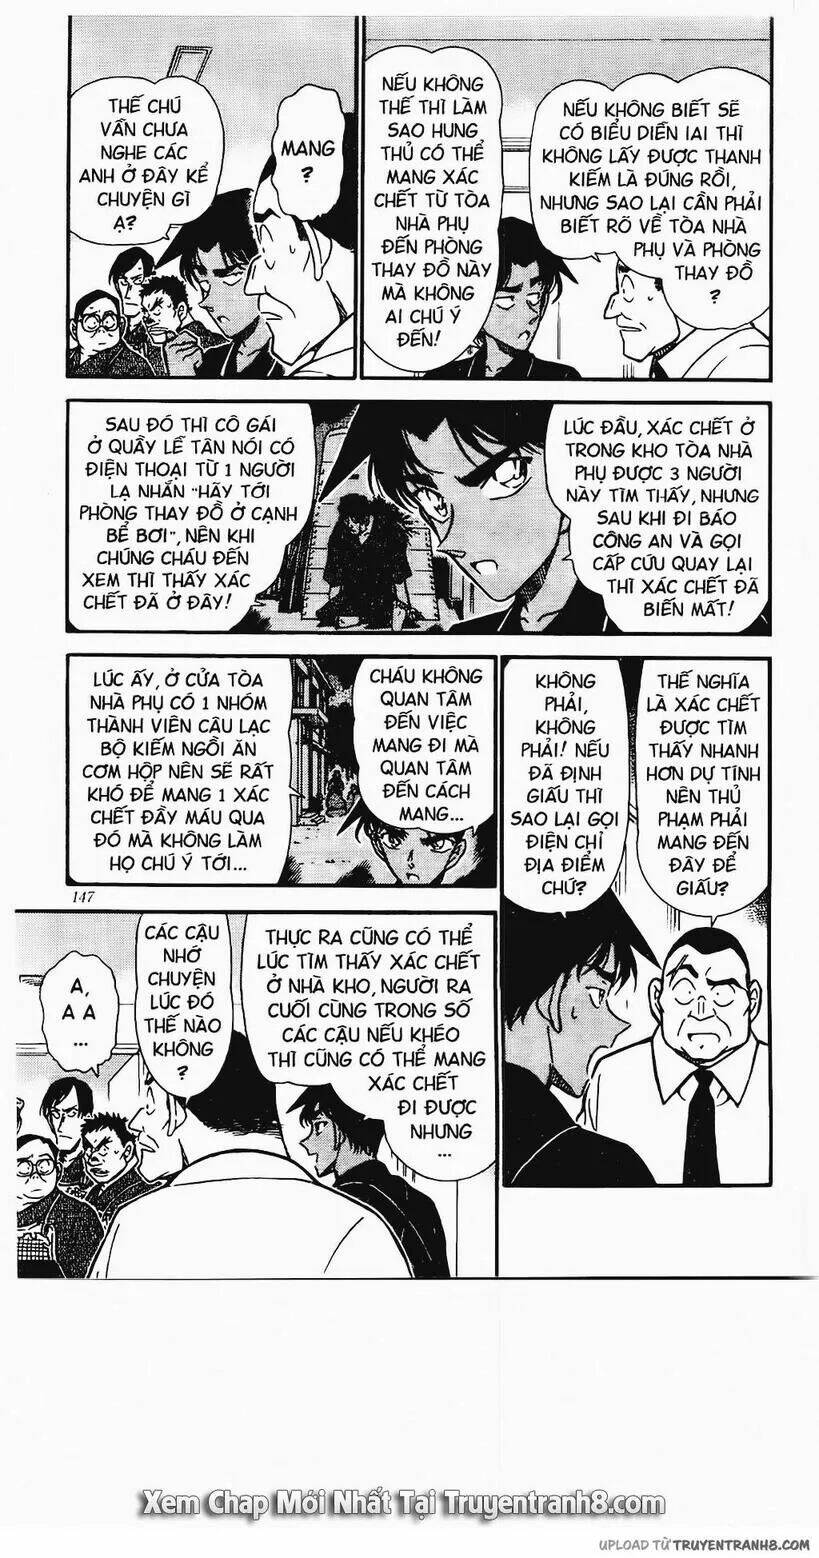 NẾU KHÔNG BIẾT SẼ
CÓ BIỂU DIỄN IAI THÌ
KHÔNG LẤY ĐƯỢC THANH
KIẾM LÀ ĐÚNG RỒI,
NHƯNG SAO LẠI CẦN PHẢI
BIẾT RÕ VỀ TÒA NHÀ
PHỤ VÀ PHÒNG
THAY ĐỒ
?
NẾU KHÔNG
THẾ THÌ LÀM
SAO HUNG
THỦ CÓ THỂ
MANG XÁC
CHẾT TỪ TÒA
NHÀ PHỤ
ĐẾN PHÒNG
THAY ĐỒ NÀY
MÀ KHÔNG
AI CHÚ Ý
ĐẾN!
MANG
?
THẾ CHÚ
VẪN CHƯA
NGHE CÁC
ANH Ở ĐÂY KỂ
CHUYỆN GÌ
Ạ?
LÚC ĐẦU, XÁC CHẾT Ở
TRONG KHO TÒA NHÀ
PHỤ ĐƯỢC 3 NGƯỜI
NÀY TÌM THẤY, NHƯNG
SAU KHI ĐI BÁO
CÔNG AN VÀ GỌI
CẤP CỨU QUAY LẠI
THÌ XÁC CHẾT ĐÃ
BIẾN MẤT!
SAU ĐÓ THÌ CÔ GÁI
Ở QUẦY LỄ TÂN NÓI CÓ
ĐIỆN THOẠI TỪ 1 NGƯỜI
LẠ NHẮN "HÃY TỚI
PHÒNG THAY ĐỒ Ở CẠNH
BỂ BƠI", NÊN KHI
CHÚNG CHÁU ĐẾN
XEM THÌ THẤY XÁC
CHẾT ĐÃ Ở ĐÂY!
THẾ NGHĨA
LÀ XÁC CHẾT
ĐƯỢC TÌM
THẤY NHANH
HƠN DỰ TÍNH
NÊN THỦ
PHẠM PHẢI
MANG ĐẾN
ĐÂY ĐỂ
GIẤU?
KHÔNG
PHẢI,
KHÔNG
PHẢI! NẾU
ĐÃ ĐỊNH
GIẤU THÌ
SAO LẠI GỌI
ĐIỆN CHỈ
ĐỊA ĐIỂM
CHỨ?
CHÁU KHÔNG
QUAN TÂM
ĐẾN VIỆC
MANG ĐI MÀ
QUAN TÂM
ĐẾN CÁCH
MANG...
LÚC ẤY, Ở CỬA TÒA
NHÀ PHỤ CÓ 1 NHÓM
THÀNH VIÊN CÂU LẠC
BỘ KIẾM NGỒI ĂN
CƠM HỘP NÊN SẼ RẤT
KHÓ ĐỂ MANG 1 XÁC
CHẾT ĐẦY MÁU QUA
ĐÓ MÀ KHÔNG LÀM
HỌ CHÚ Ý TỚI...
147
THỰC RA CŨNG CÓ THỂ
LÚC TÌM THẤY XÁC CHẾT
Ở NHÀ KHO, NGƯỜI RA
CUỐI CÙNG TRONG SỐ
CÁC CẬU NẾU KHÉO
THÌ CŨNG CÓ THỂ MANG
XÁC CHẾT
ĐI ĐƯỢC
NHƯNG
...
CÁC CẬU
NHỚ
CHUYỆN
LÚC ĐÓ
THẾ NÀO
KHÔNG
?
A,
A A
...
Xem Chap Mới Nhất Tại Truyentranh8.com
UPLOAD TỪ TRUYENTRANH8.COM